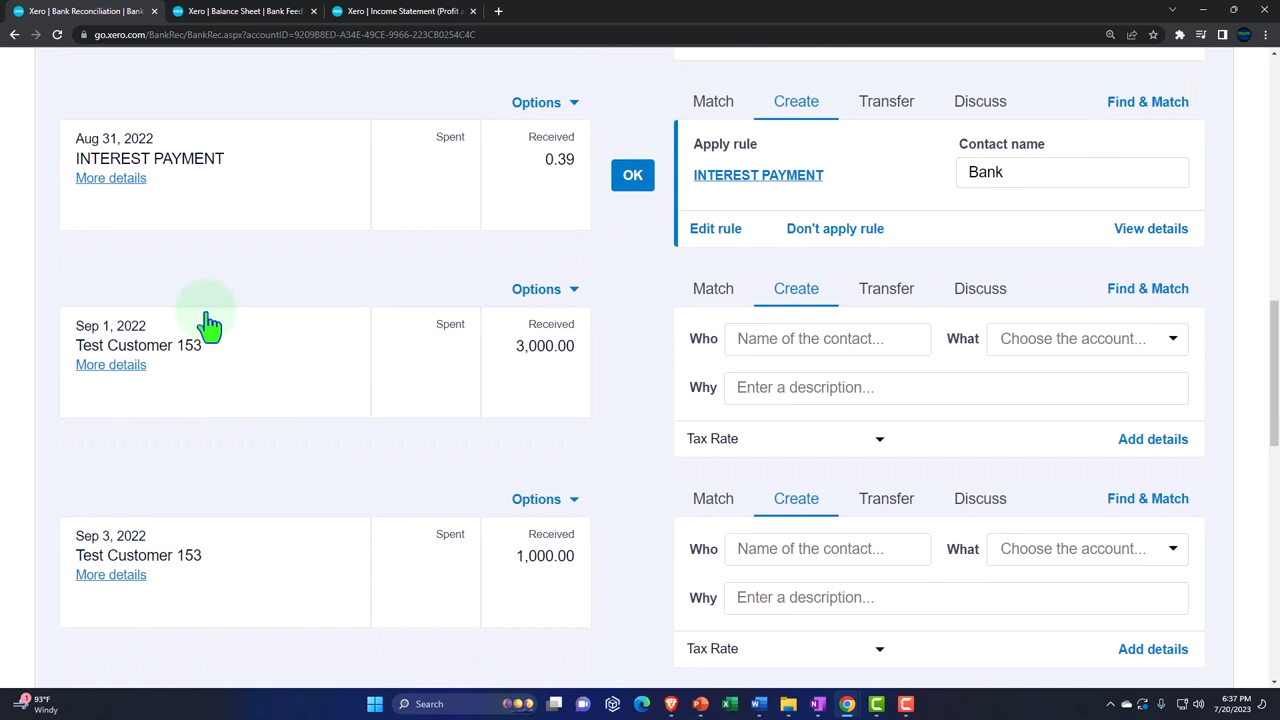 Xero | Bank Reconciliation | Bank
Xero | Balance Sheet | Bank Feed
Xero | Income Statement (Profit a
go.xero.com/BankRec/BankRec.aspx?accountID=9209B8ED-A34E-49CE-9966-223CB0254C4C
Options
Match Create Transfer Discuss Find & Match
Aug 31, 2022 Spent Received
INTEREST PAYMENT 0.39
More details
OK
Apply rule Contact name
INTEREST PAYMENT Bank
Edit rule Don't apply rule View details
Options
Match Create Transfer Discuss Find & Match
Sep 1, 2022 Spent Received
Test Customer 153 3,000.00
More details
Who Name of the contact... What Choose the account...
Why Enter a description...
Tax Rate Add details
Options
Match Create Transfer Discuss Find & Match
Sep 3, 2022 Spent Received
Test Customer 153 1,000.00
More details
Who Name of the contact... What Choose the account...
Why Enter a description...
Tax Rate Add details
1
93°F
Windy
Search
6:37 PM
7/20/2023